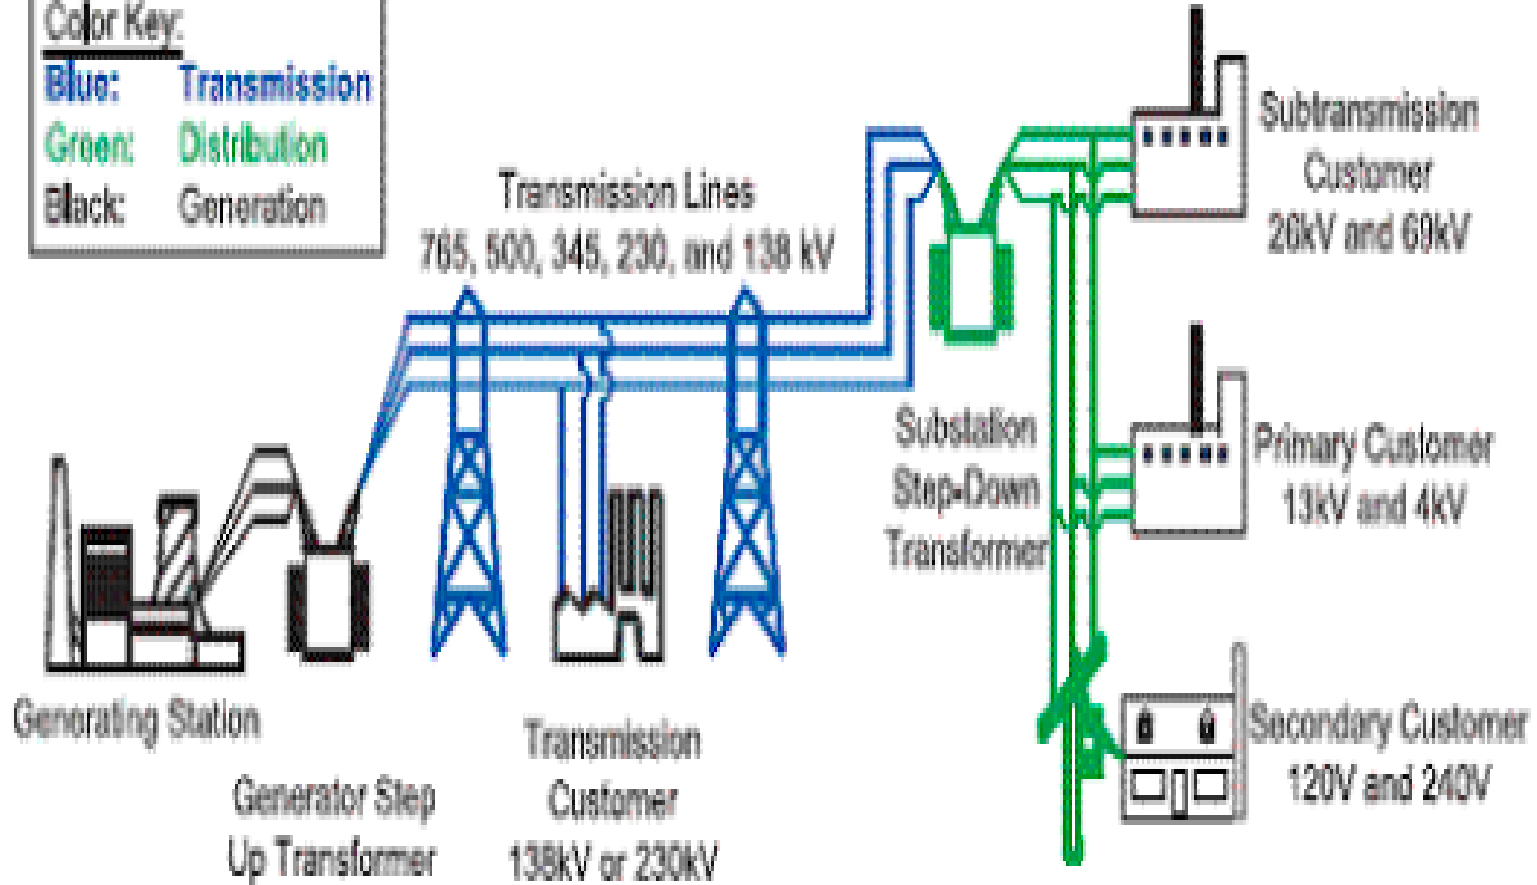 Color Key:
Blue: Transmission
Green: Distribution
Black: Generation
Transmission Lines
765, 500, 345, 230, and 138 kV
Subtransmission
Customer
26kV and 69kV
Substation
Step-Down
Transformer
Primary Customer
13kV and 4kV
Generating Station
Generator Step
Up Transformer
Transmission
Customer
138kV or 230kV
Secondary Customer
120V and 240V